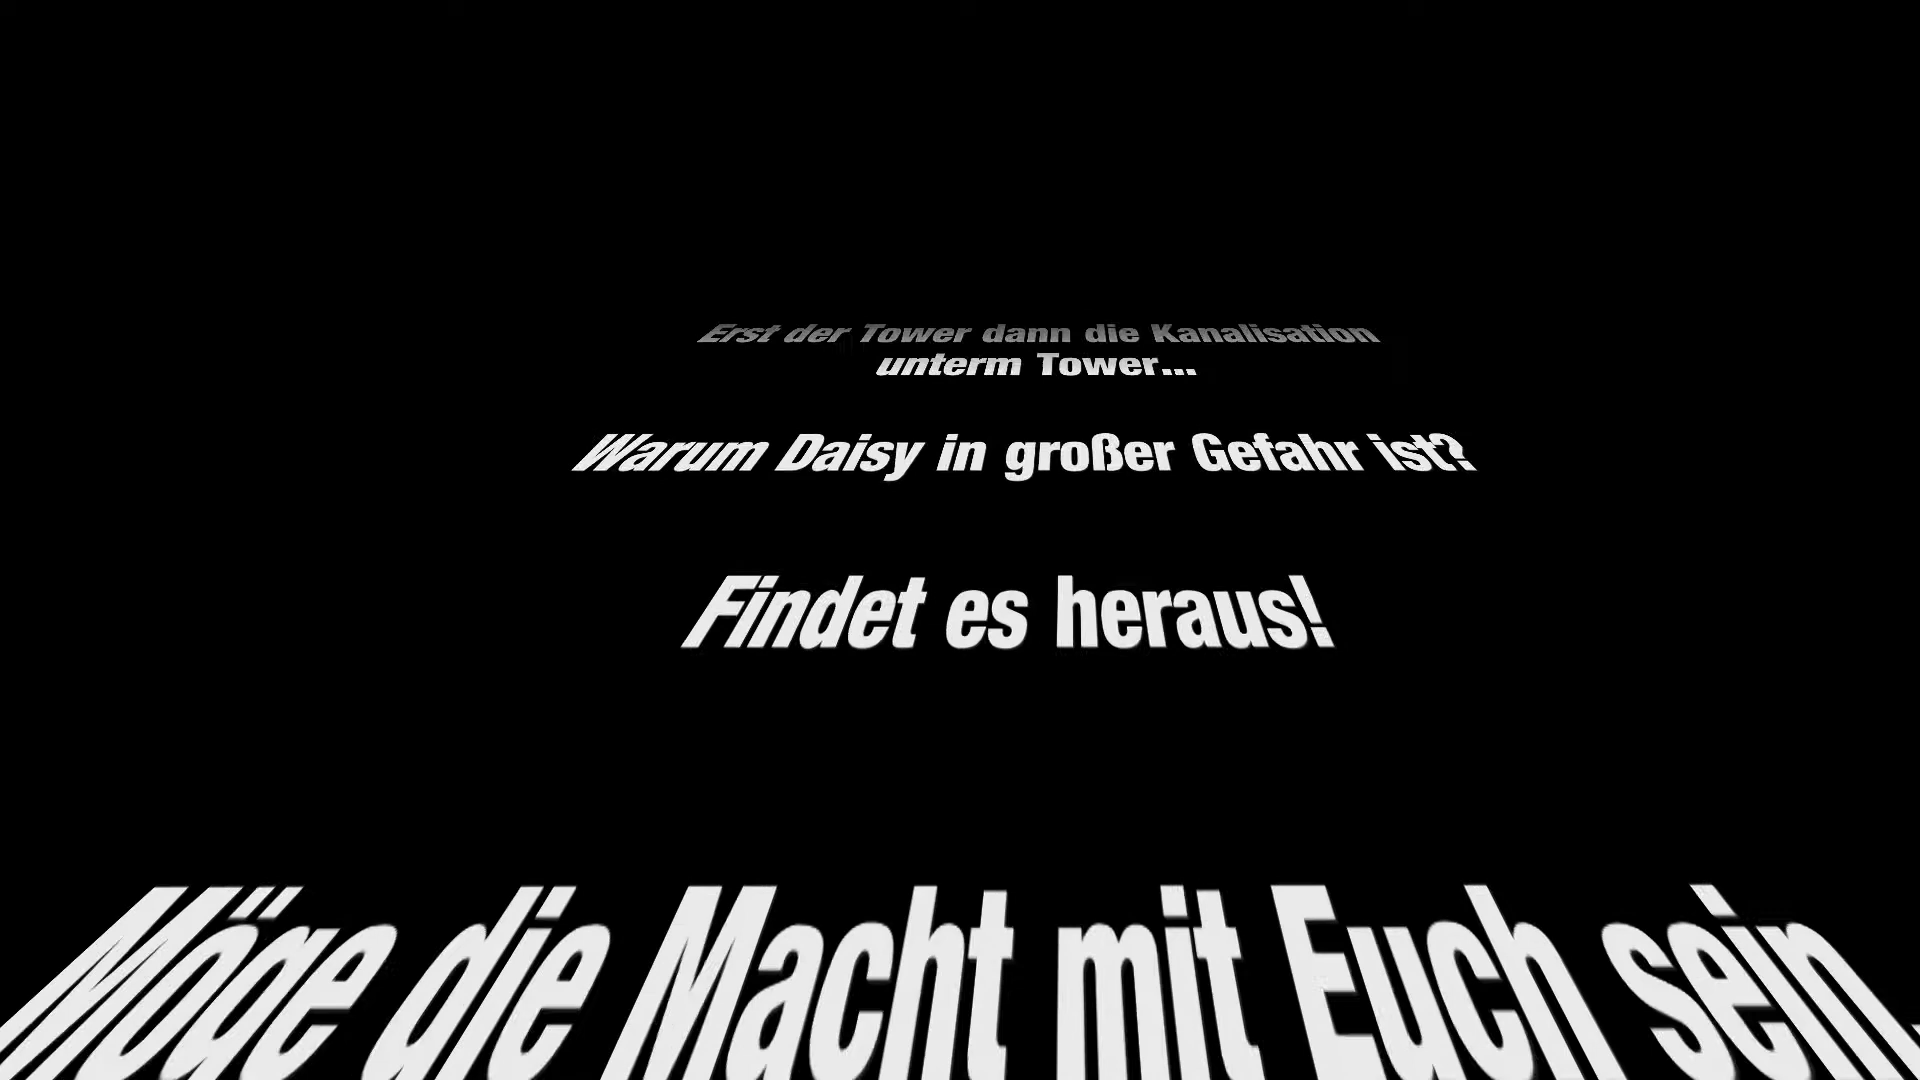 Erst der Tower dann die Kanalisation
unterm Tower...
Warum Daisy in großer Gefahr ist?
Findet es heraus!
Möge die Macht mit Euch sein.